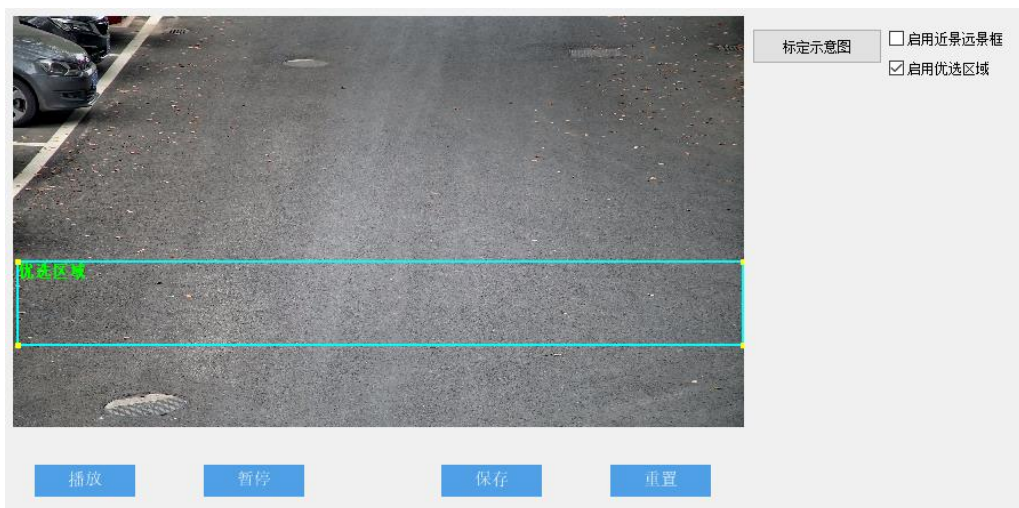 标定示意图
启用近景远景框
启用优选区域
优选区域
播放 暂停 保存 重置